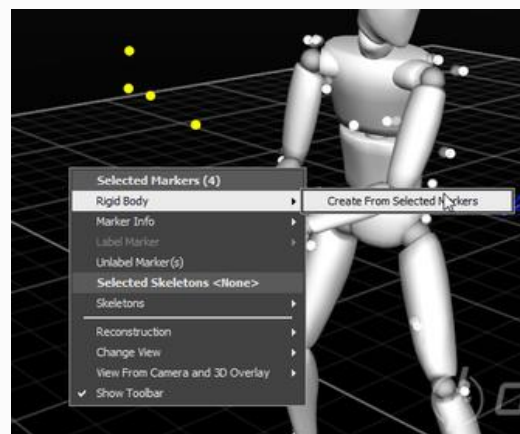 Selected Markers (4)
Rigid Body
Create From Selected Markers
Marker Info
Label Marker
Unlabel Marker(s)
Selected Skeletons <None>
Skeletons
Reconstruction
Change View
View From Camera and 3D Overlay
Show Toolbar